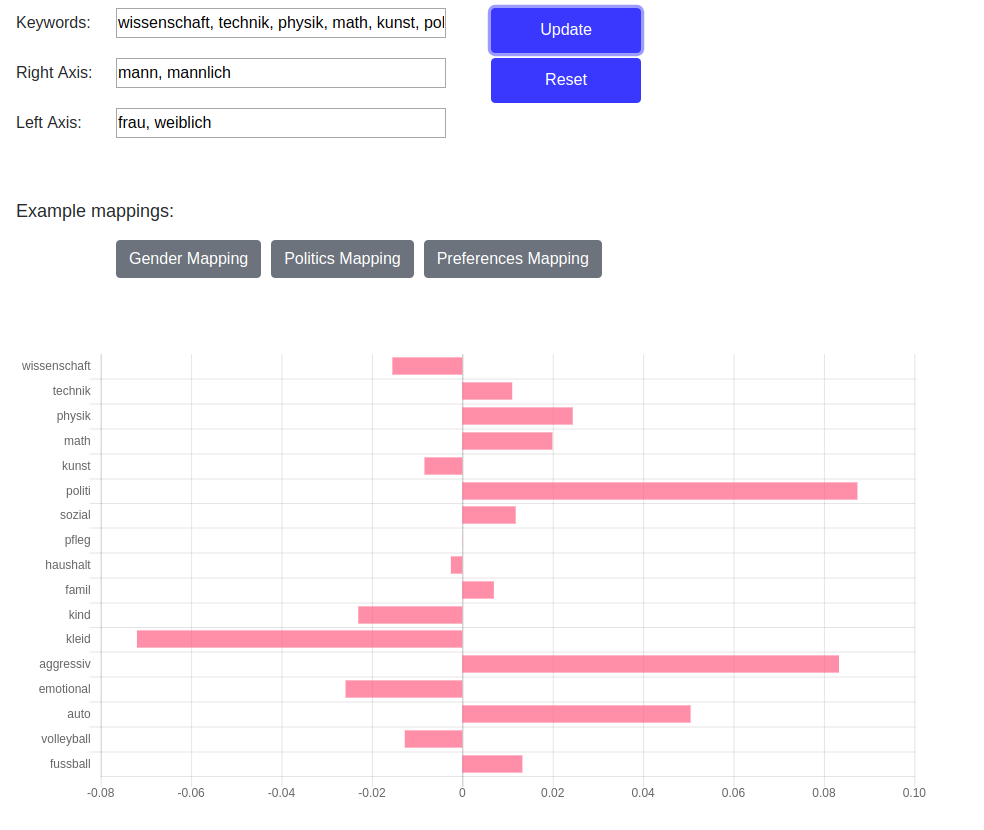 Keywords: wissenschaft, technik, physik, math, kunst, pol
Update
Right Axis: mann, mannlich
Reset
Left Axis: frau, weiblich
Example mappings:
Gender Mapping Politics Mapping Preferences Mapping
wissenschaft
technik
physik
math
kunst
politi
sozial
pfleg
haushalt
famil
kind
kleid
aggressiv
emotional
auto
volleyball
fussball
-0.08 -0.06 -0.04 -0.02 0 0.02 0.04 0.06 0.08 0.10